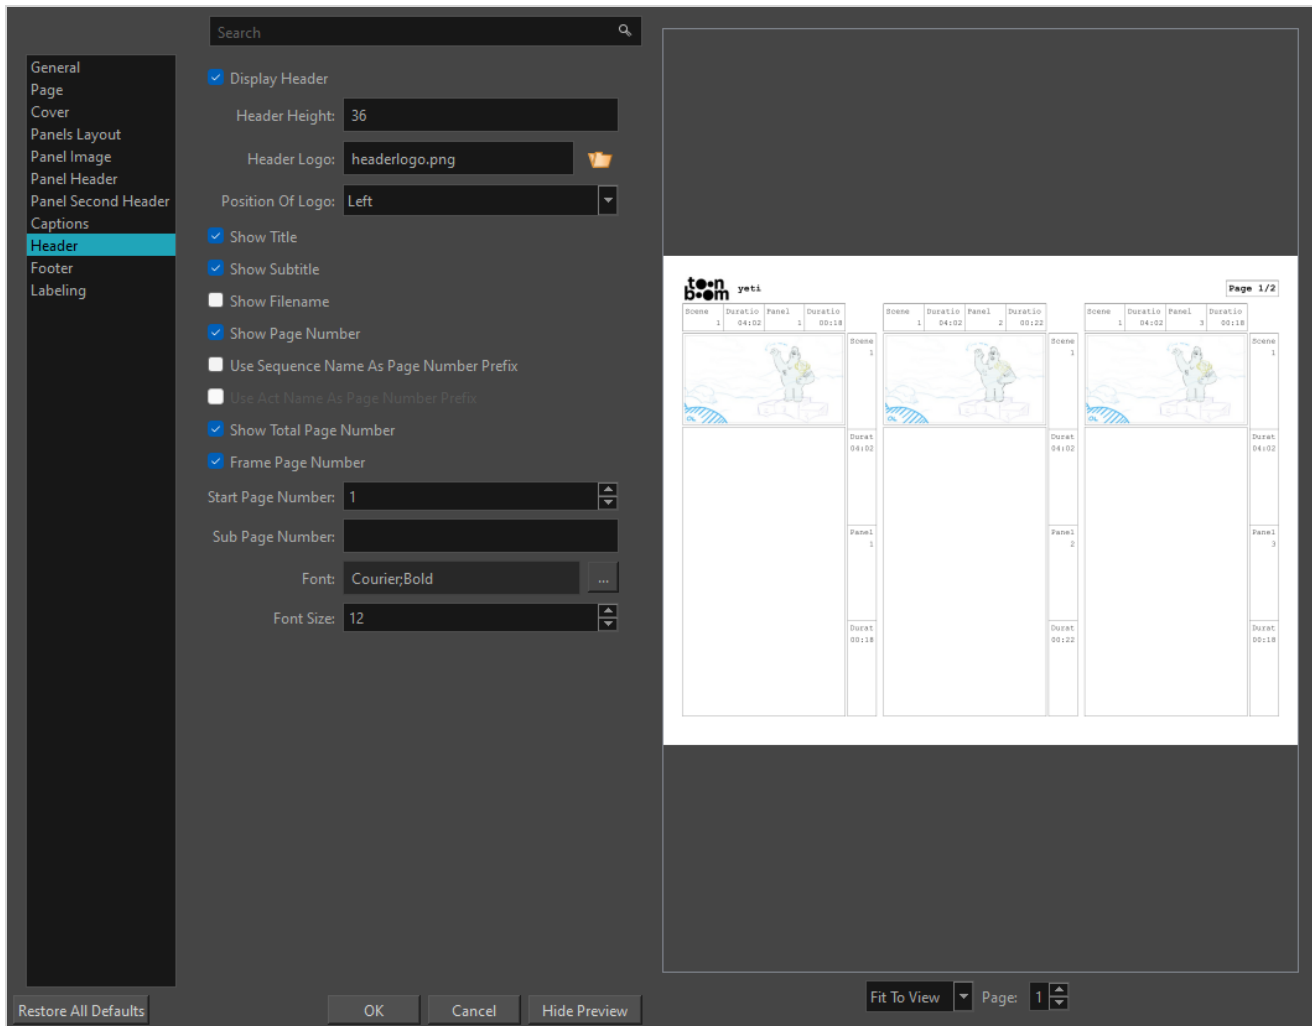 Search
General
Page
Cover
Panels Layout
Panel Image
Panel Header
Panel Second Header
Captions
Header
Footer
Labeling
Display Header
Header Height: 36
Header Logo: headerlogo.png
Position Of Logo: Left
Show Title
Show Subtitle
Show Filename
Show Page Number
Use Sequence Name As Page Number Prefix
Use Act Name As Page Number Prefix
Show Total Page Number
Frame Page Number
Start Page Number: 1
Sub Page Number:
Font: Courier;Bold ...
Font Size: 12
Restore All Defaults
OK Cancel Hide Preview
toon
boom yeti Page 1/2
Scene Duratio Panel Duratio Scene Duratio Panel Duratio Scene Duratio Panel Duratio
1 04:02 1 00:18 1 04:02 2 00:22 1 04:02 3 00:18
Scene Scene Scene
1 1 1
OL OL OL
Durat Durat Durat
04:02 04:02 04:02
Panel Panel Panel
1 2 3
Durat Durat Durat
00:18 00:22 00:18
Fit To View Page: 1